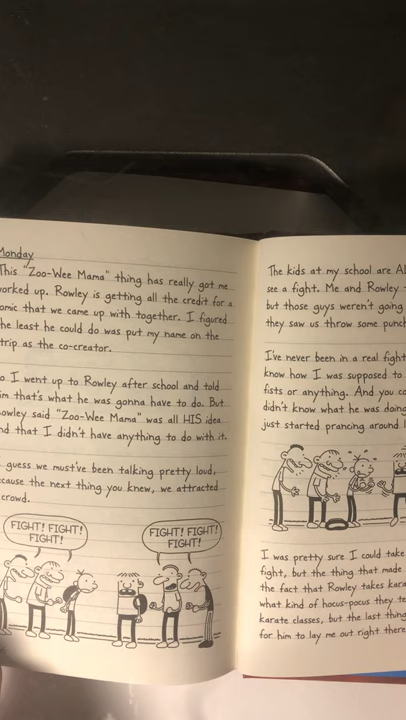 Monday
This "Zoo-Wee Mama" thing has really got me
worked up. Rowley is getting all the credit for a
comic that we came up with together. I figured
the least he could do was put my name on the
strip as the co-creator.
So I went up to Rowley after school and told
him that's what he was gonna have to do. But
Rowley said "Zoo-Wee Mama" was all HIS idea
and that I didn't have anything to do with it.
guess we must've been talking pretty loud,
because the next thing you knew, we attracted
crowd.
FIGHT! FIGHT!
FIGHT!
FIGHT! FIGHT!
FIGHT!
The kids at my school are
see a fight. Me and Rowley
but those guys weren't going
they saw us throw some punch
I've never been in a real fight
know how I was supposed to
fists or anything. And you co
didn't know what he was doing
just started prancing around
I was pretty sure I could take
fight, but the thing that made
the fact that Rowley takes kara
what kind of hocus-pocus they te
karate classes, but the last thing
for him to lay me out right there